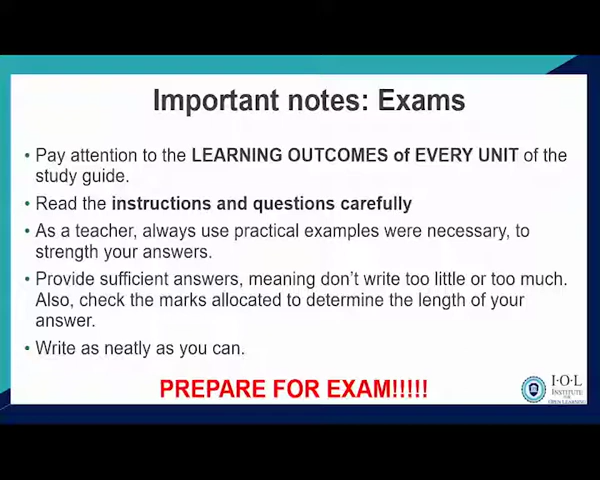 Important notes: Exams
• Pay attention to the LEARNING OUTCOMES of EVERY UNIT of the
study guide.
• Read the instructions and questions carefully
• As a teacher, always use practical examples were necessary, to
strength your answers.
• Provide sufficient answers, meaning don't write too little or too much.
Also, check the marks allocated to determine the length of your
answer.
• Write as neatly as you can.
PREPARE FOR EXAM!!!!!
I·O·L
INSTITUTE
FOR
OPEN LEARNING